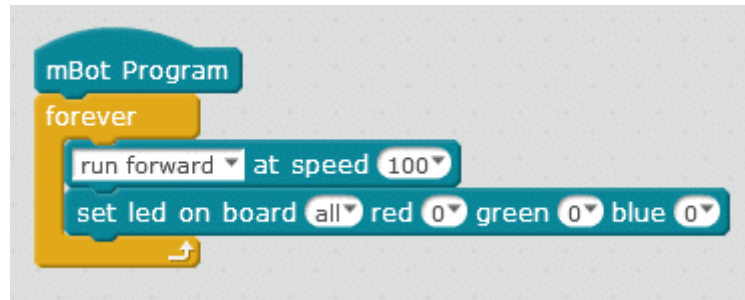 mBot Program
forever
run forward at speed 100
set led on board all red 0 green 0 blue 0